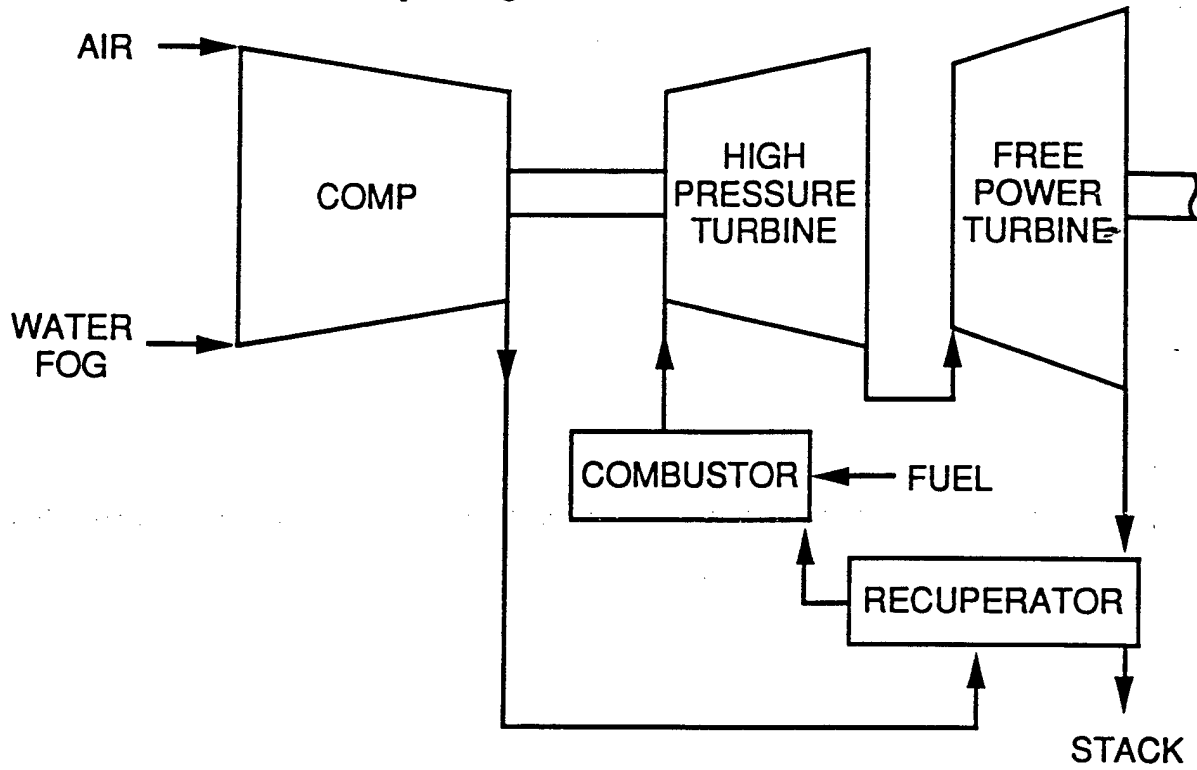 AIR
COMP
HIGH
PRESSURE
TURBINE
FREE
POWER
TURBINE
WATER
FOG
COMBUSTOR
FUEL
RECUPERATOR
STACK